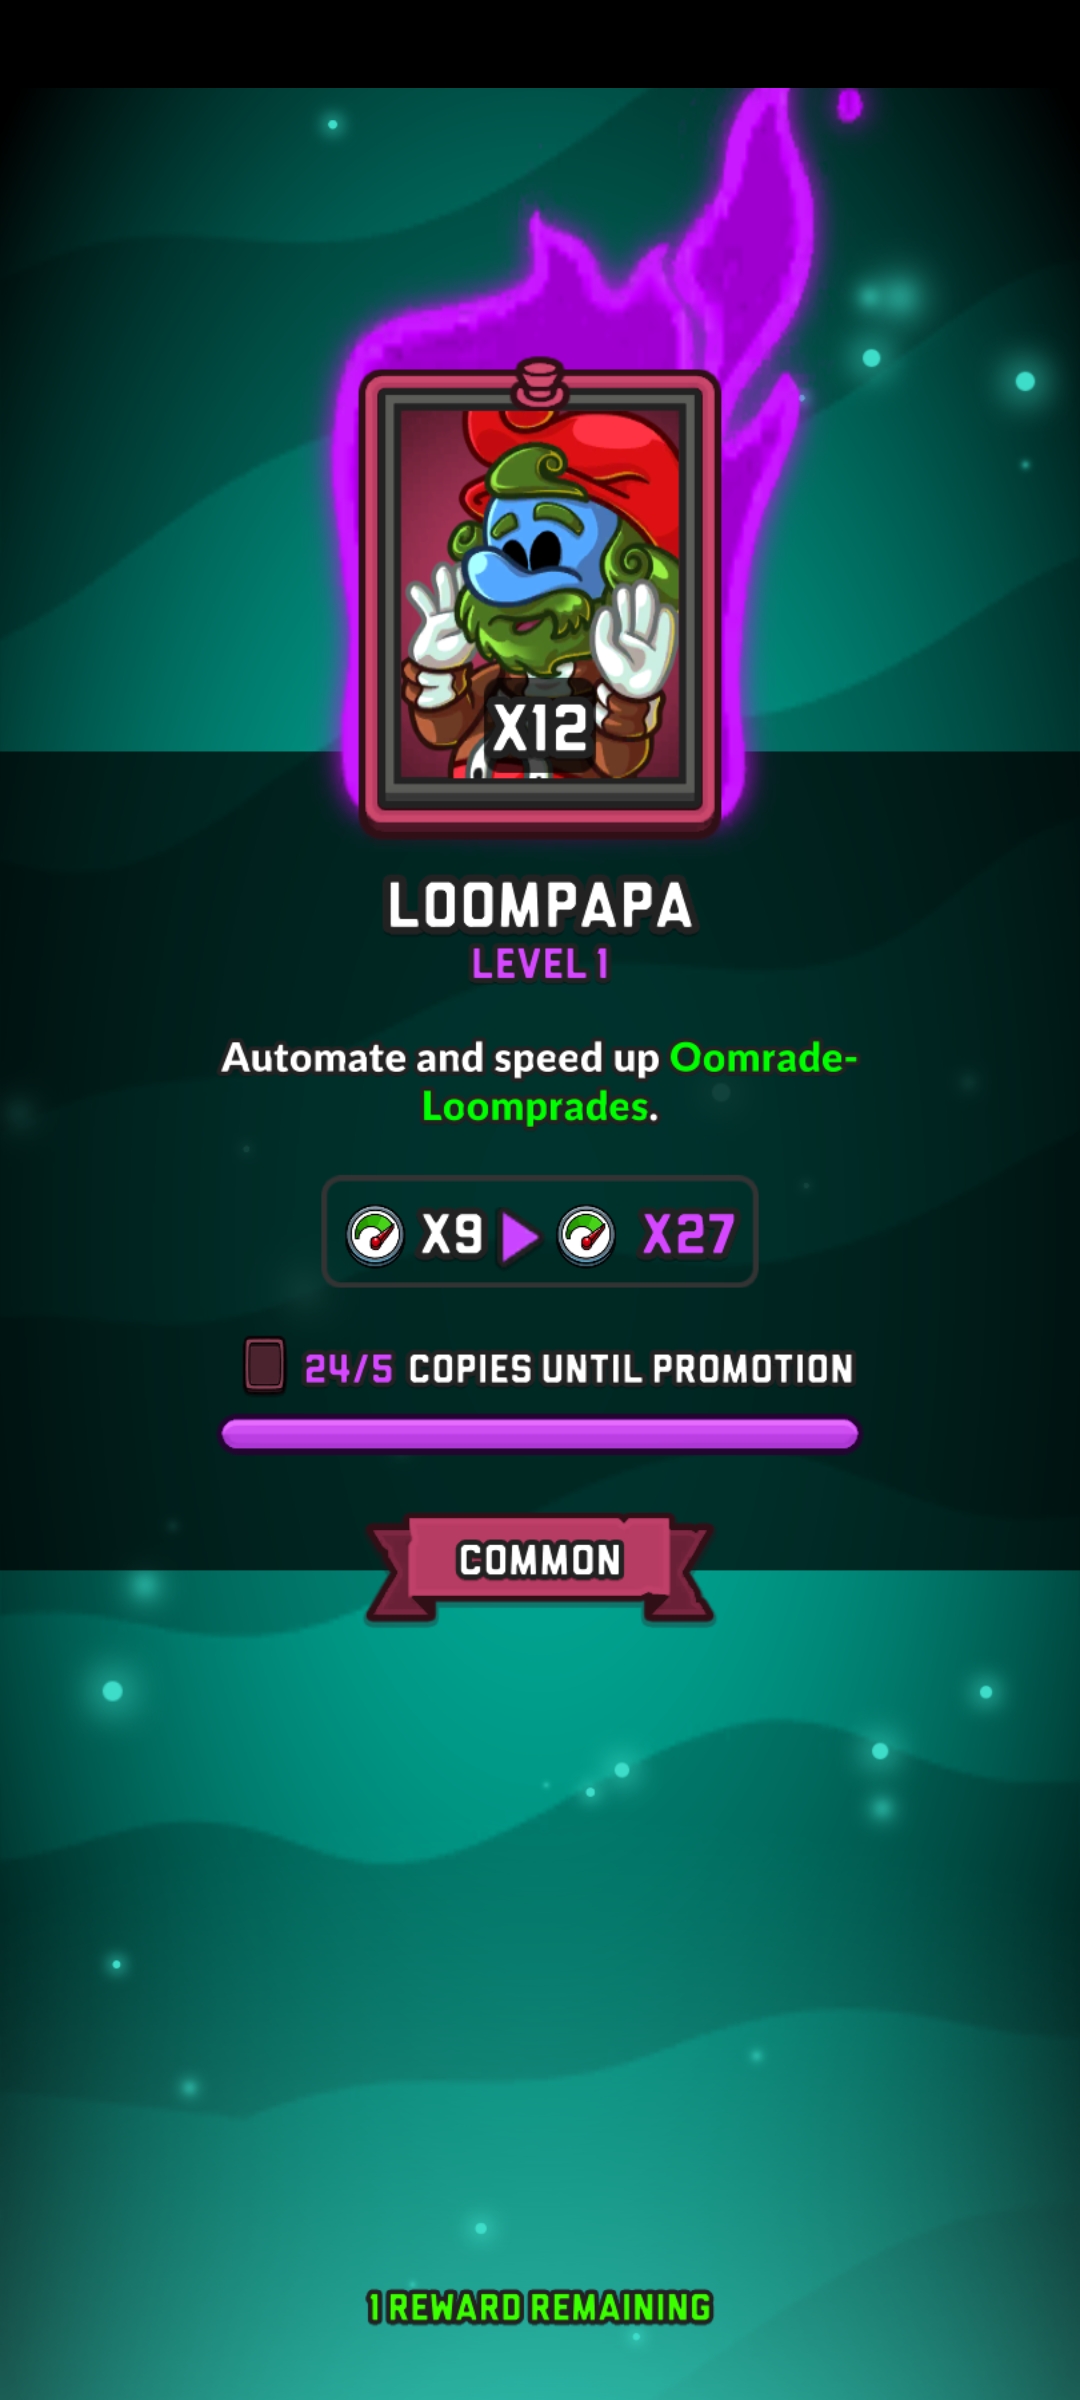 X12
LOOMPAPA
LEVEL 1
Automate and speed up Oomrade-
Loomprades.
X9 X27
24/5 COPIES UNTIL PROMOTION
COMMON
1 REWARD REMAINING